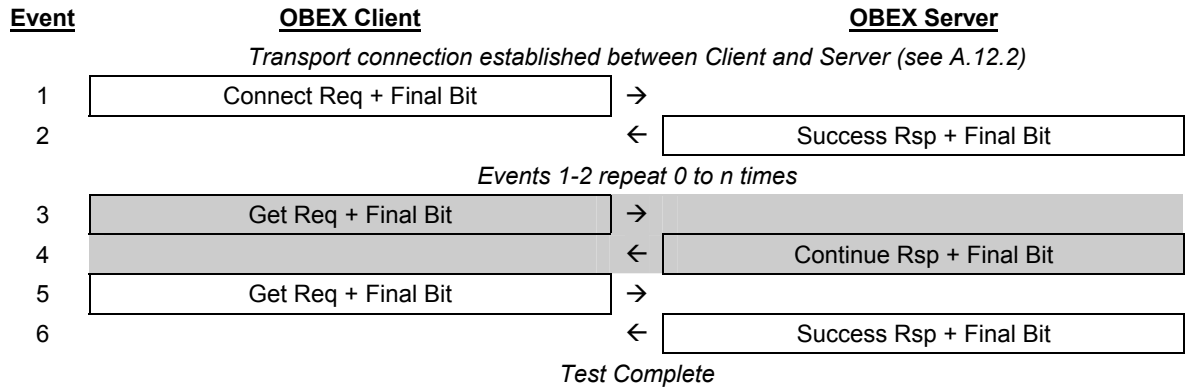 Event OBEX Client OBEX Server
Transport connection established between Client and Server (see A.12.2)
1 Connect Req + Final Bit →
2 ← Success Rsp + Final Bit
Events 1-2 repeat 0 to n times
3 Get Req + Final Bit →
4 ← Continue Rsp + Final Bit
5 Get Req + Final Bit →
6 ← Success Rsp + Final Bit
Test Complete